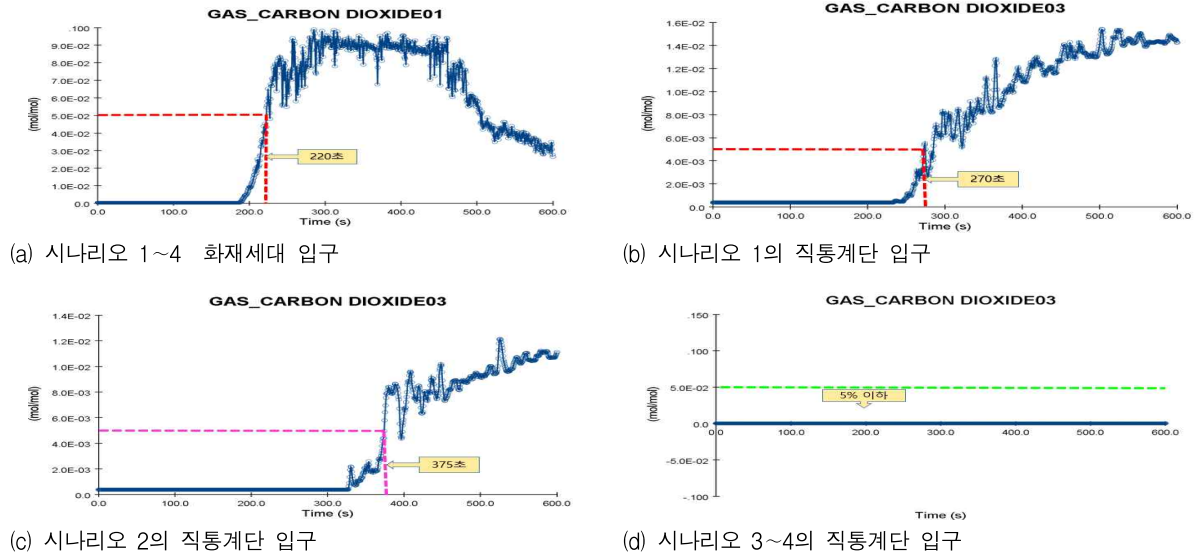 GAS_CARBON DIOXIDE01
.100
9.0E-02
8.0E-02
7.0E-02
6.0E-02
5.0E-02
4.0E-02
3.0E-02
2.0E-02
1.0E-02
0.0
(mol/mol)
220초
0.0 100.0 200.0 300.0 400.0 500.0 600.0
Time (s)
(a) 시나리오 1~4 화재세대 입구
GAS_CARBON DIOXIDE03
1.6E-02
1.4E-02
1.2E-02
1.0E-02
8.0E-03
6.0E-03
4.0E-03
2.0E-03
0.0
(mol/mol)
270초
0.0 100.0 200.0 300.0 400.0 500.0 600.0
Time (s)
(b) 시나리오 1의 직통계단 입구
GAS_CARBON DIOXIDE03
1.4E-02
1.2E-02
1.0E-02
8.0E-03
6.0E-03
4.0E-03
2.0E-03
0.0
(mol/mol)
375초
0.0 100.0 200.0 300.0 400.0 500.0 600.0
Time (s)
(c) 시나리오 2의 직통계단 입구
GAS_CARBON DIOXIDE03
.150
.100
5.0E-02
0.0
-5.0E-02
-.100
(mol/mol)
5% 이하
0.0 100.0 200.0 300.0 400.0 500.0 600.0
Time (s)
(d) 시나리오 3~4의 직통계단 입구